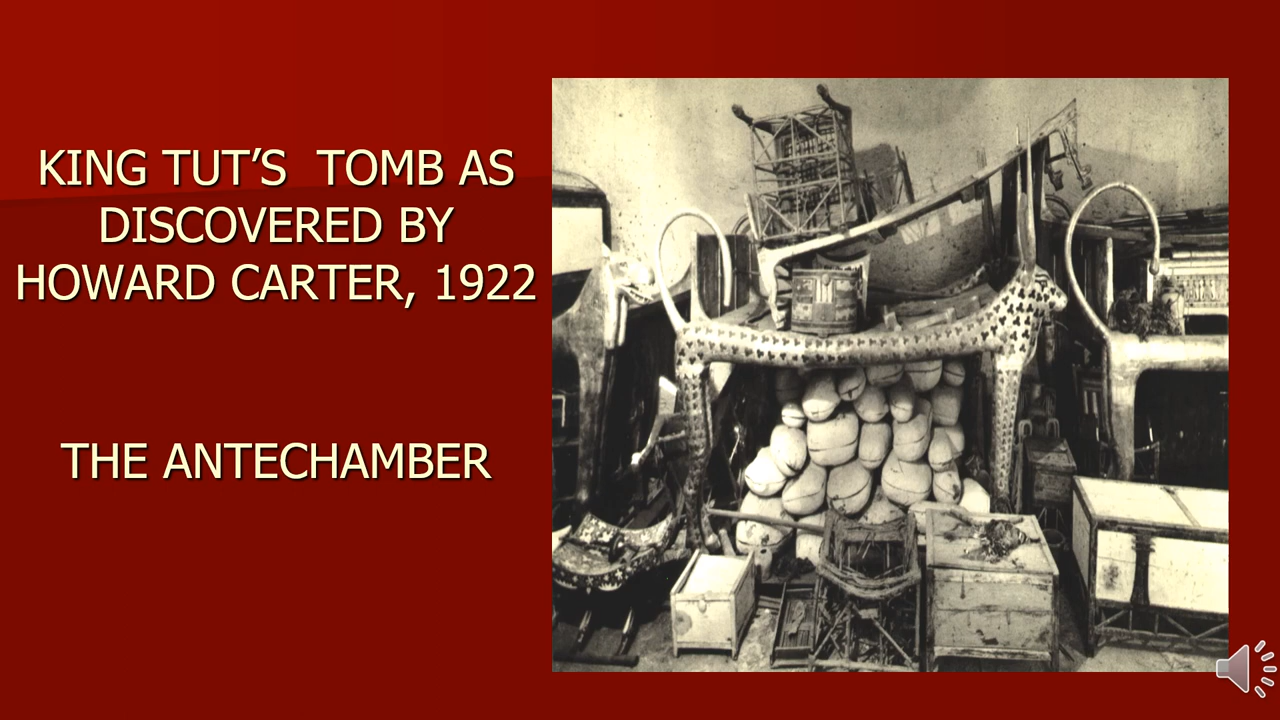 KING TUT’S  TOMB AS
DISCOVERED BY
HOWARD CARTER, 1922
THE ANTECHAMBER